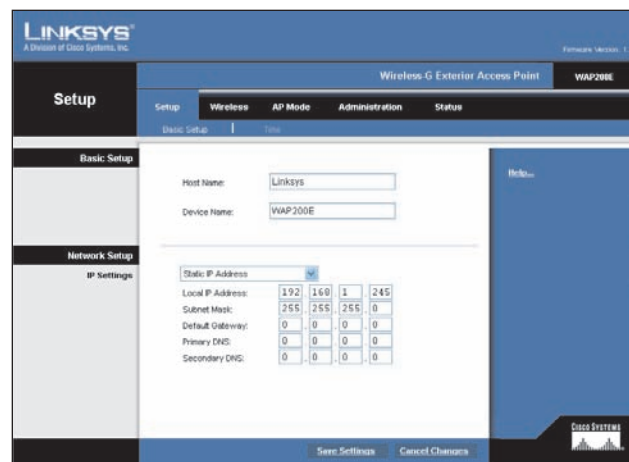 LINKSYS®
A Division of Cisco Systems, Inc.
Firmware Version: 1.
Wireless-G Exterior Access Point
WAP200E
Setup
Setup
Wireless
AP Mode
Administration
Status
Basic Setup
Time
Basic Setup
Help...
Host Name: Linksys
Device Name: WAP200E
Network Setup
IP Settings
Static IP Address
Local IP Address: 192 . 168 . 1 . 245
Subnet Mask: 255 . 255 . 255 . 0
Default Gateway: 0 . 0 . 0 . 0
Primary DNS: 0 . 0 . 0 . 0
Secondary DNS: 0 . 0 . 0 . 0
Save Settings
Cancel Changes
CISCO SYSTEMS